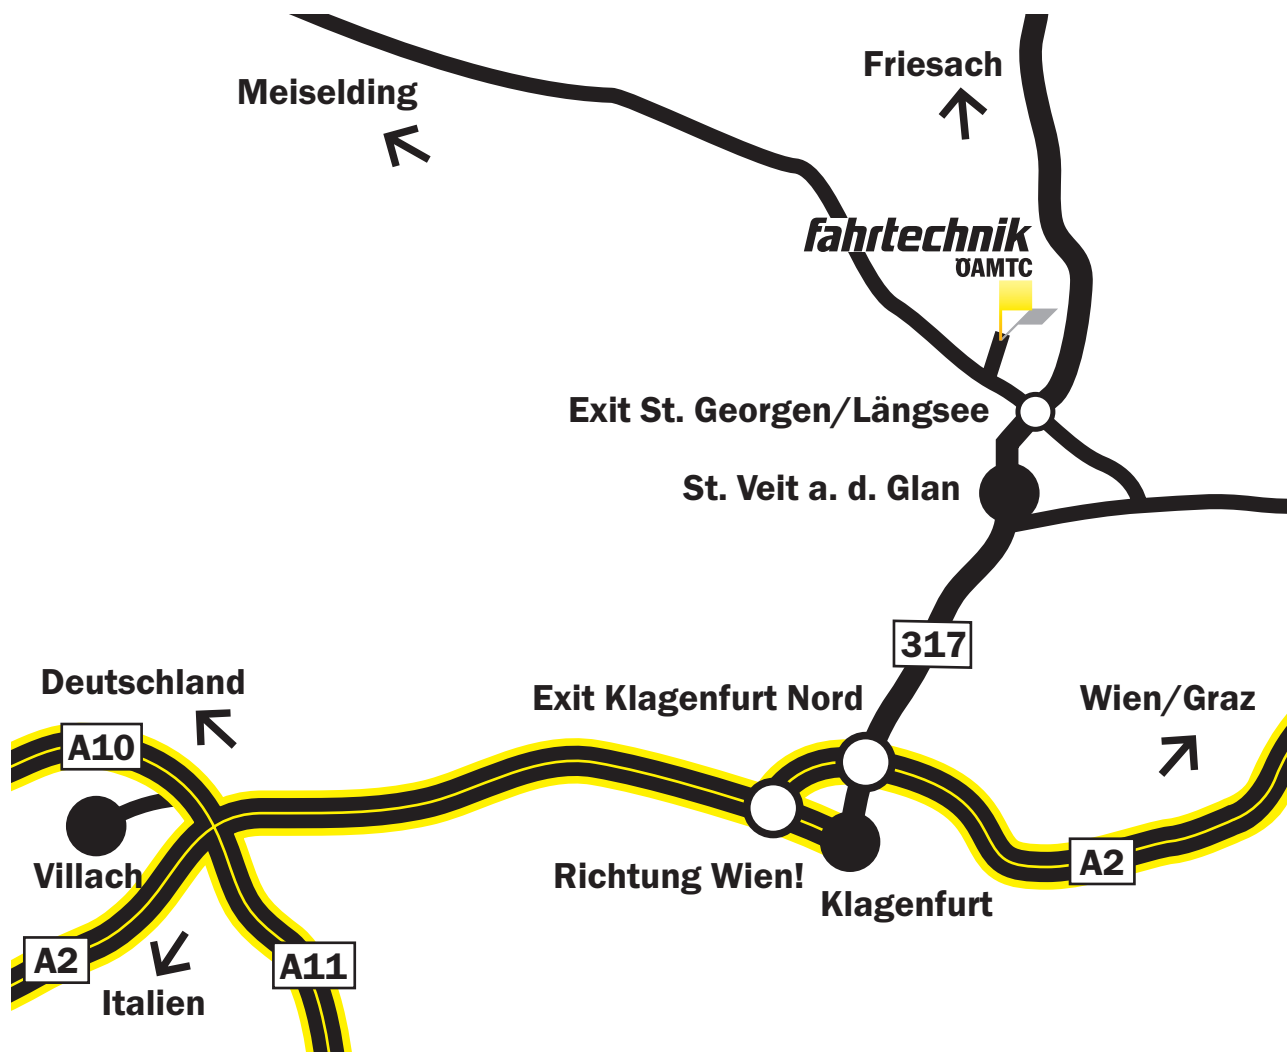 Friesach
Meiselding
fahrtechnik
ÖAMTC
Exit St. Georgen/Längsee
St. Veit a. d. Glan
317
Deutschland
Exit Klagenfurt Nord
Wien/Graz
A10
A2
Villach
Richtung Wien!
Klagenfurt
A2
A11
Italien